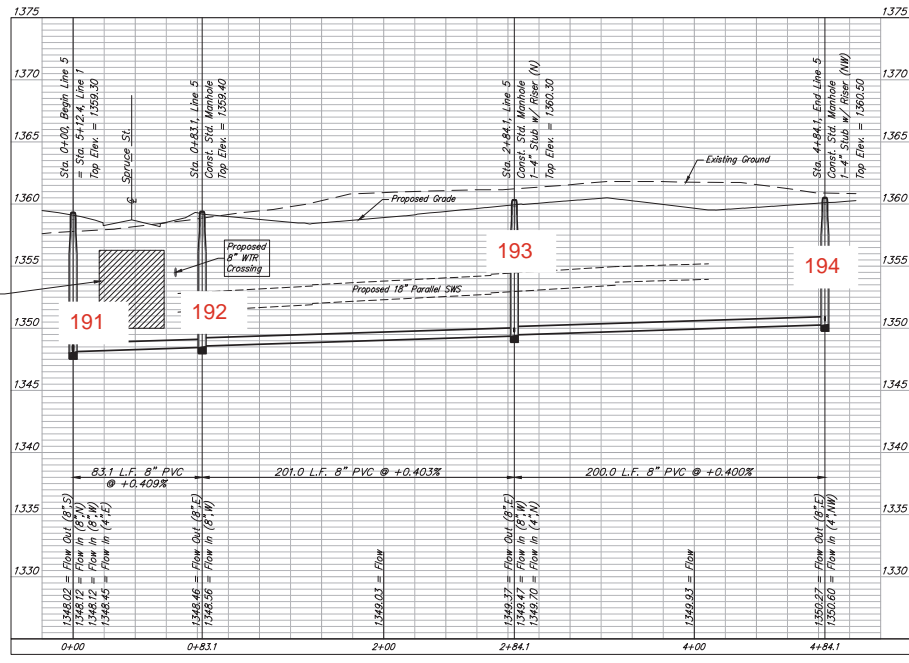 1375
1375
1370
1370
1365
1365
1360
1360
1355
1355
1350
1350
1345
1345
1340
1340
1335
1335
1330
1330
Sta. 0+00, Begin Line 5
= Sta. 5+12.4, Line 1
Top Elev. = 1359.30
Spruce St.
Sta. 0+83.1, Line 5
Const. Std. Manhole
Top Elev. = 1359.40
Sta. 2+84.1, Line 5
Const. Std. Manhole
1-4" Stub w/ Riser (N)
Top Elev. = 1360.30
Sta. 4+84.1, End Line 5
Const. Std. Manhole
1-4" Stub w/ Riser (NW)
Top Elev. = 1360.50
Existing Ground
Proposed Grade
Proposed
8" WTR
Crossing
Proposed 18" Parallel SWS
191
192
193
194
83.1 L.F. 8" PVC
@ +0.409%
201.0 L.F. 8" PVC @ +0.403%
200.0 L.F. 8" PVC @ +0.400%
1348.02 = Flow Out (8",S)
1348.12 = Flow In (8",N)
1348.12 = Flow In (8",W)
1348.45 = Flow In (4",E)
1348.46 = Flow Out (8",E)
1348.56 = Flow In (8",W)
1349.03 = Flow
1349.37 = Flow Out (8",E)
1349.47 = Flow In (8",W)
1349.70 = Flow In (4",N)
1349.93 = Flow
1350.27 = Flow Out (8",E)
1350.60 = Flow In (4",NW)
0+00
0+83.1
2+00
2+84.1
4+00
4+84.1